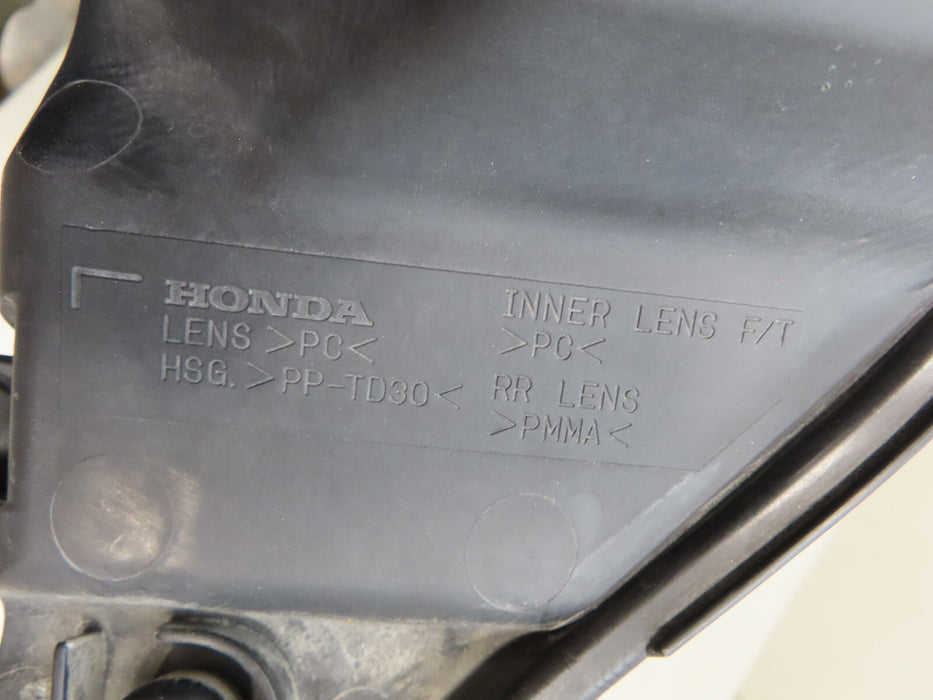 HONDA
LENS >PC<
HSG. >PP-TD30<
INNER LENS F/T
>PC<
RR LENS
>PMMA<